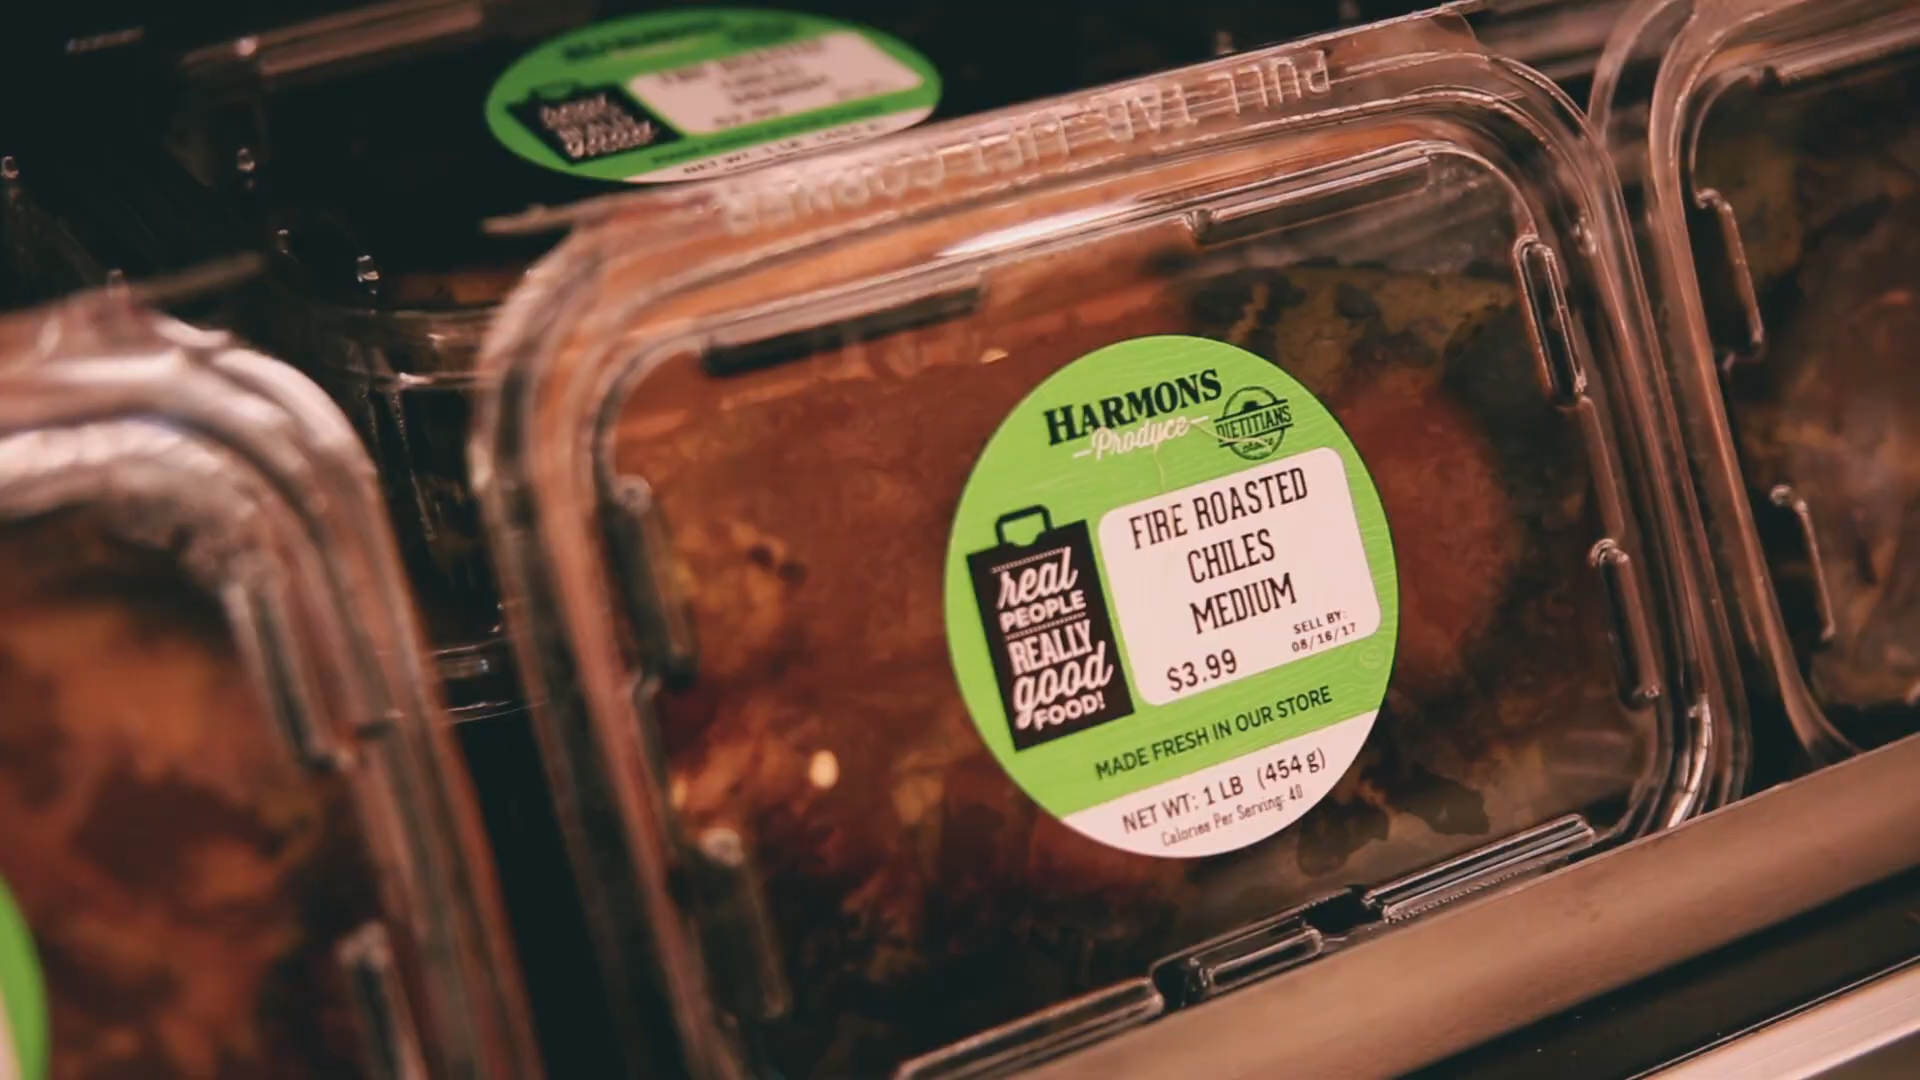 PULL TAB LIFT CORNER
HARMONS
Produce
DIETITIANS
FIRE ROASTED
CHILES
MEDIUM
SELL BY:
08/16/17
$3.99
real
PEOPLE
REALLY
good
FOOD!
MADE FRESH IN OUR STORE
NET WT: 1 LB (454 g)
Calories Per Serving: 40